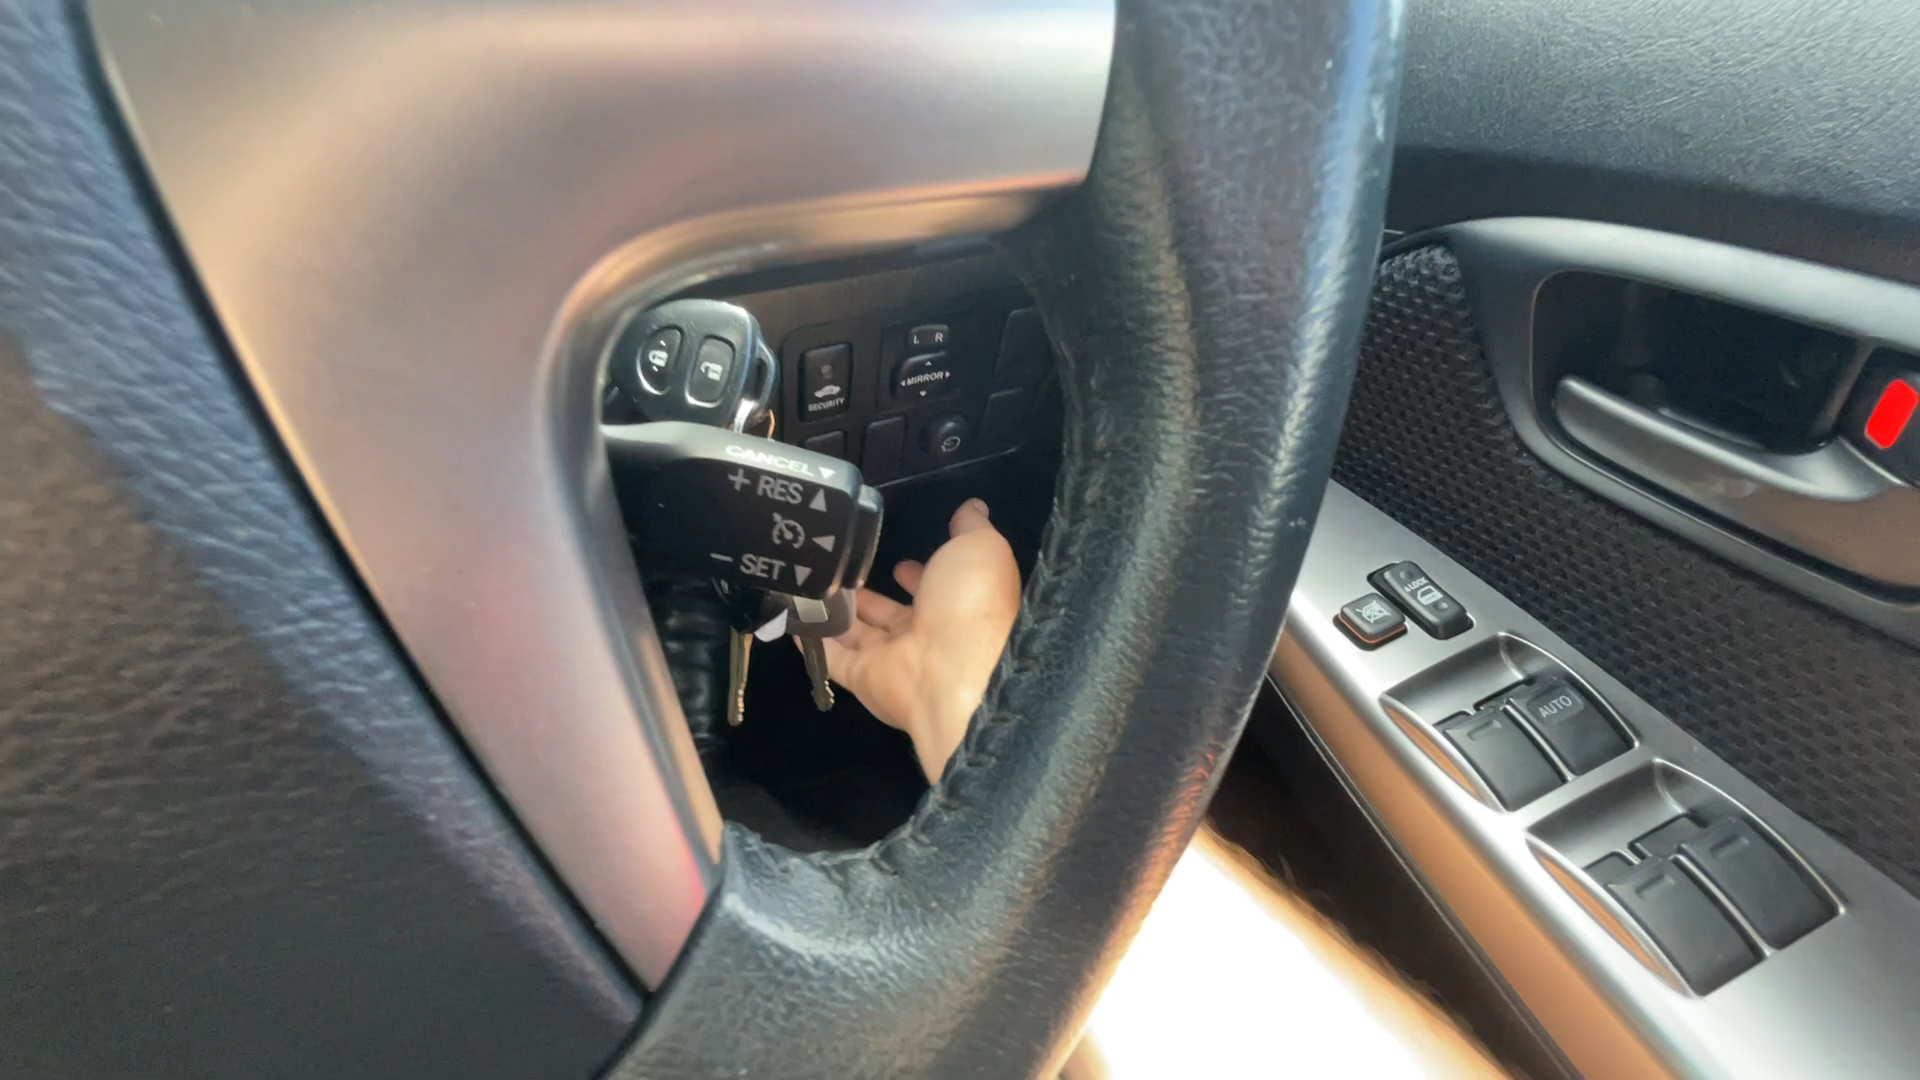 L R
MIRROR
SECURITY
CANCEL
+ RES
- SET
LOCK
AUTO